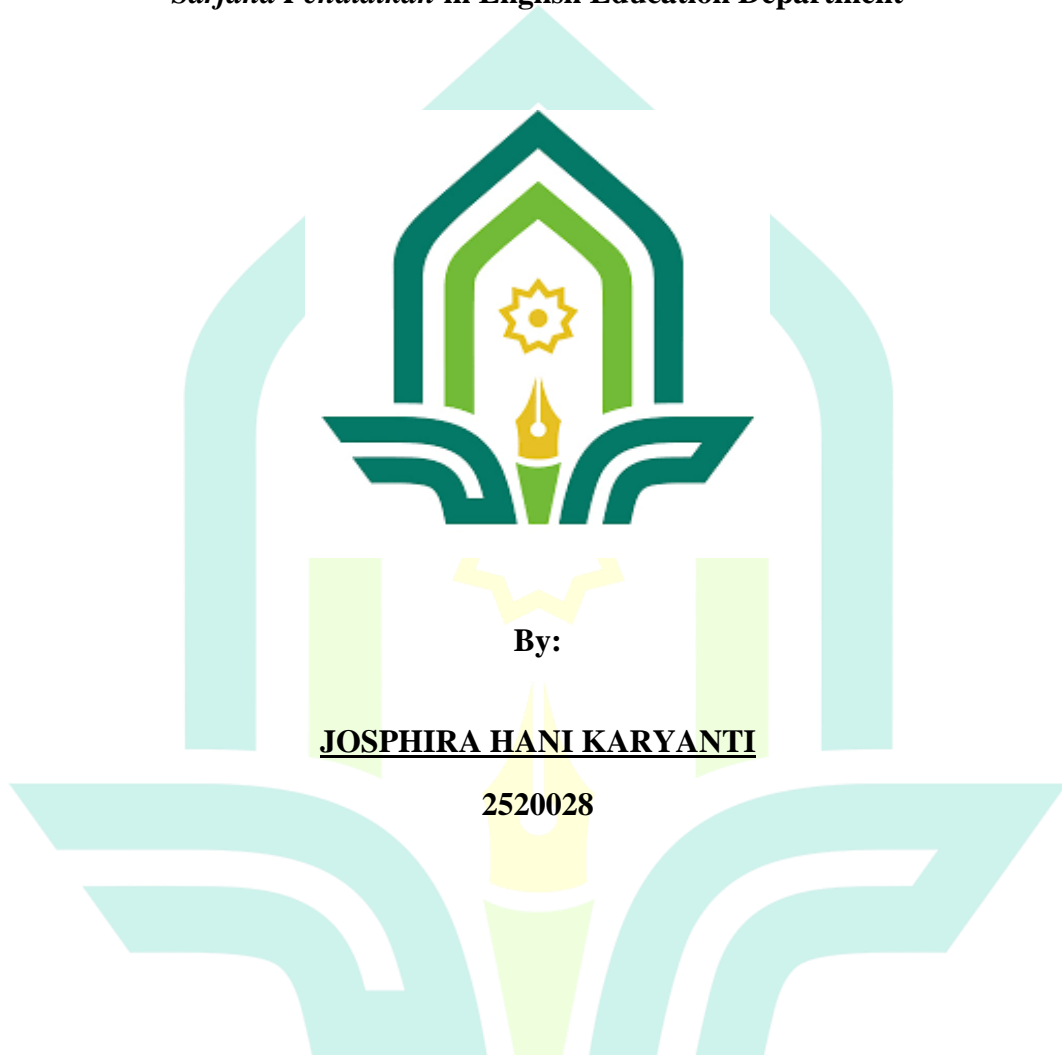 Sarjana Pendidikan in English Education Department
By:
JOSPHIRA HANI KARYANTI
2520028